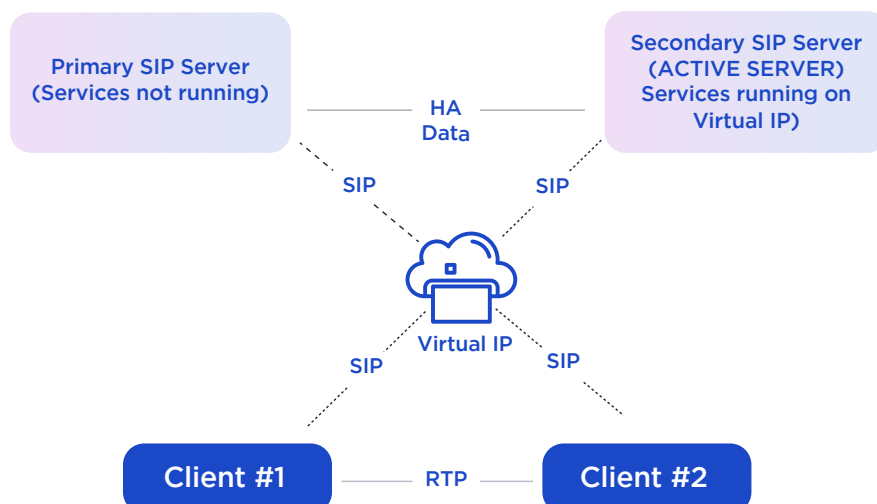 Primary SIP Server
(Services not running)
Secondary SIP Server
(ACTIVE SERVER)
Services running on
Virtual IP)
HA
Data
SIP
SIP
Virtual IP
SIP
SIP
Client #1
RTP
Client #2